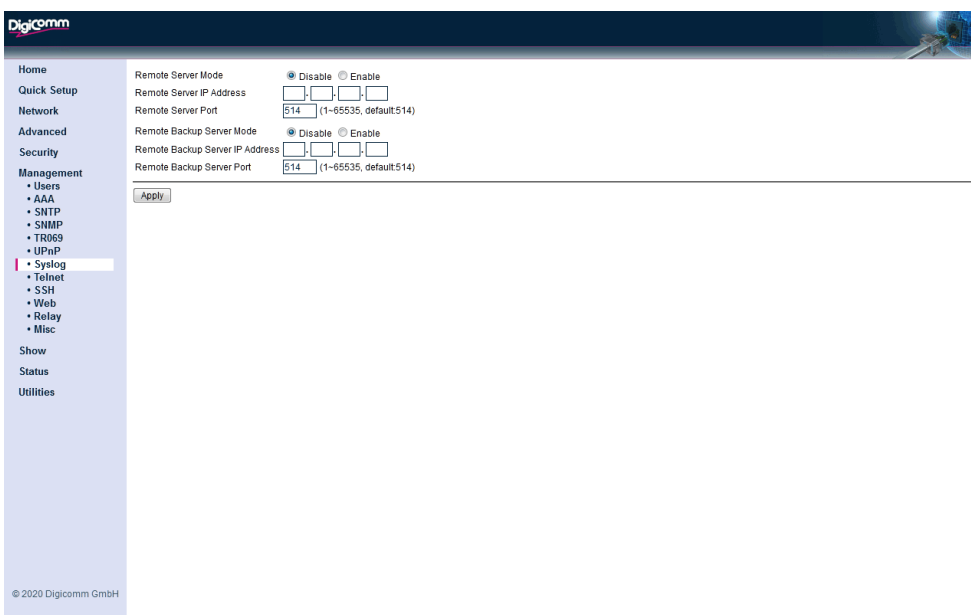 Digicomm
Home
Quick Setup
Network
Advanced
Security
Management
• Users
• AAA
• SNTP
• SNMP
• TR069
• UPnP
• Syslog
• Telnet
• SSH
• Web
• Relay
• Misc
Show
Status
Utilities
© 2020 Digicomm GmbH
Remote Server Mode Disable Enable
Remote Server IP Address . . .
Remote Server Port 514 (1~65535, default:514)
Remote Backup Server Mode Disable Enable
Remote Backup Server IP Address . . .
Remote Backup Server Port 514 (1~65535, default:514)
Apply